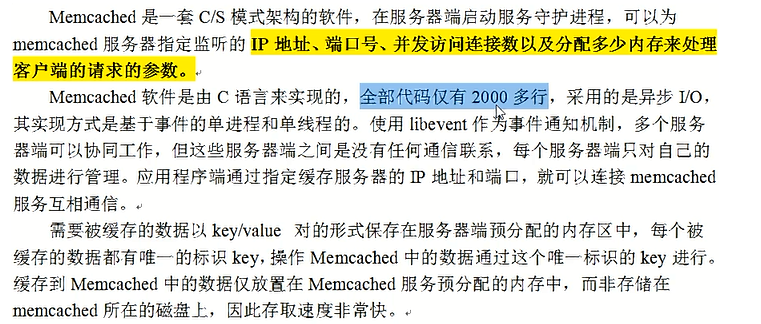 Memcached 是一套 C/S 模式架构的软件，在服务器端启动服务守护进程，可以为
memcached 服务器指定监听的 IP 地址、端口号、并发访问连接数以及分配多少内存来处理
客户端的请求的参数。
Memcached 软件是由 C 语言来实现的，全部代码仅有 2000 多行，采用的是异步 I/O，
其实现方式是基于事件的单进程和单线程的。使用 libevent 作为事件通知机制，多个服务
器端可以协同工作，但这些服务器端之间是没有任何通信联系，每个服务器端只对自己的
数据进行管理。应用程序端通过指定缓存服务器的 IP 地址和端口，就可以连接 memcached
服务互相通信。
需要被缓存的数据以 key/value 对的形式保存在服务器端预分配的内存区中，每个被
缓存的数据都有唯一的标识 key，操作 Memcached 中的数据通过这个唯一标识的 key 进行。
缓存到 Memcached 中的数据仅放置在 Memcached 服务预分配的内存中，而非存储在
memcached 所在的磁盘上，因此存取速度非常快。